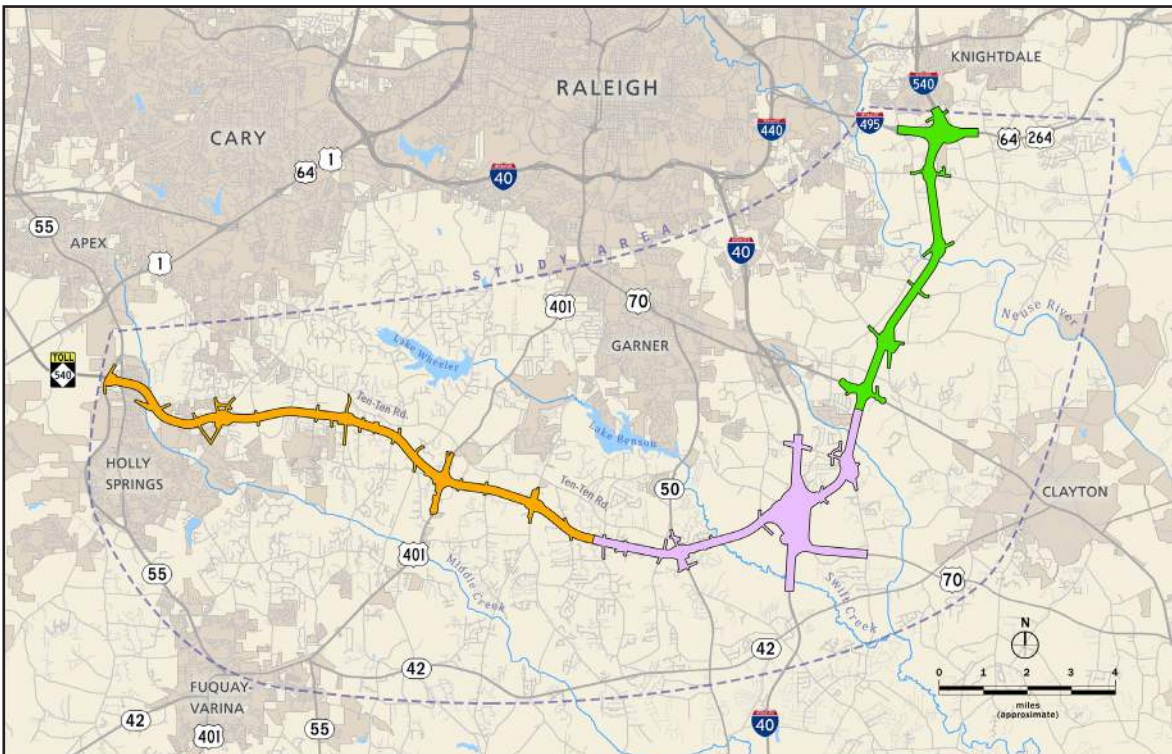 KNIGHTDALE
540
RALEIGH
440
495
64 264
CARY
1
64
40
55
APEX
1
STUDY AREA
40
401
70
Neuse River
GARNER
Lake Wheeler
TOLL
540
Ten-Ten Rd.
Lake Benson
HOLLY
SPRINGS
50
CLAYTON
Ten-Ten Rd.
401
55
Middle Creek
70
Swift Creek
42
42
N
0 1 2 3 4
miles
(approximate)
FUQUAY-
VARINA
42
401
55
INTERSTATE
40